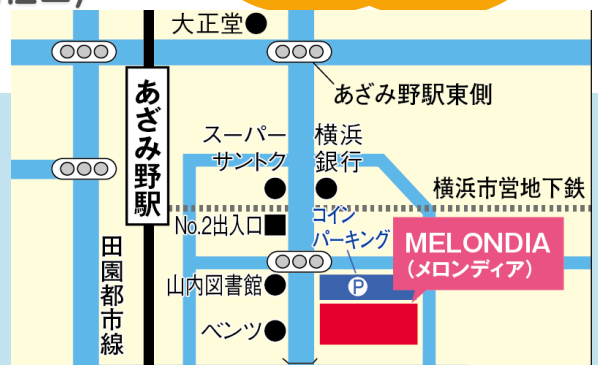 大正堂
あざみ野駅東側
あざみ野駅
スーパー
サントク
横浜
銀行
横浜市営地下鉄
No.2出入口
コイン
パーキング
MELONDIA
（メロンディア）
田園都市線
山内図書館
P
ベンツ